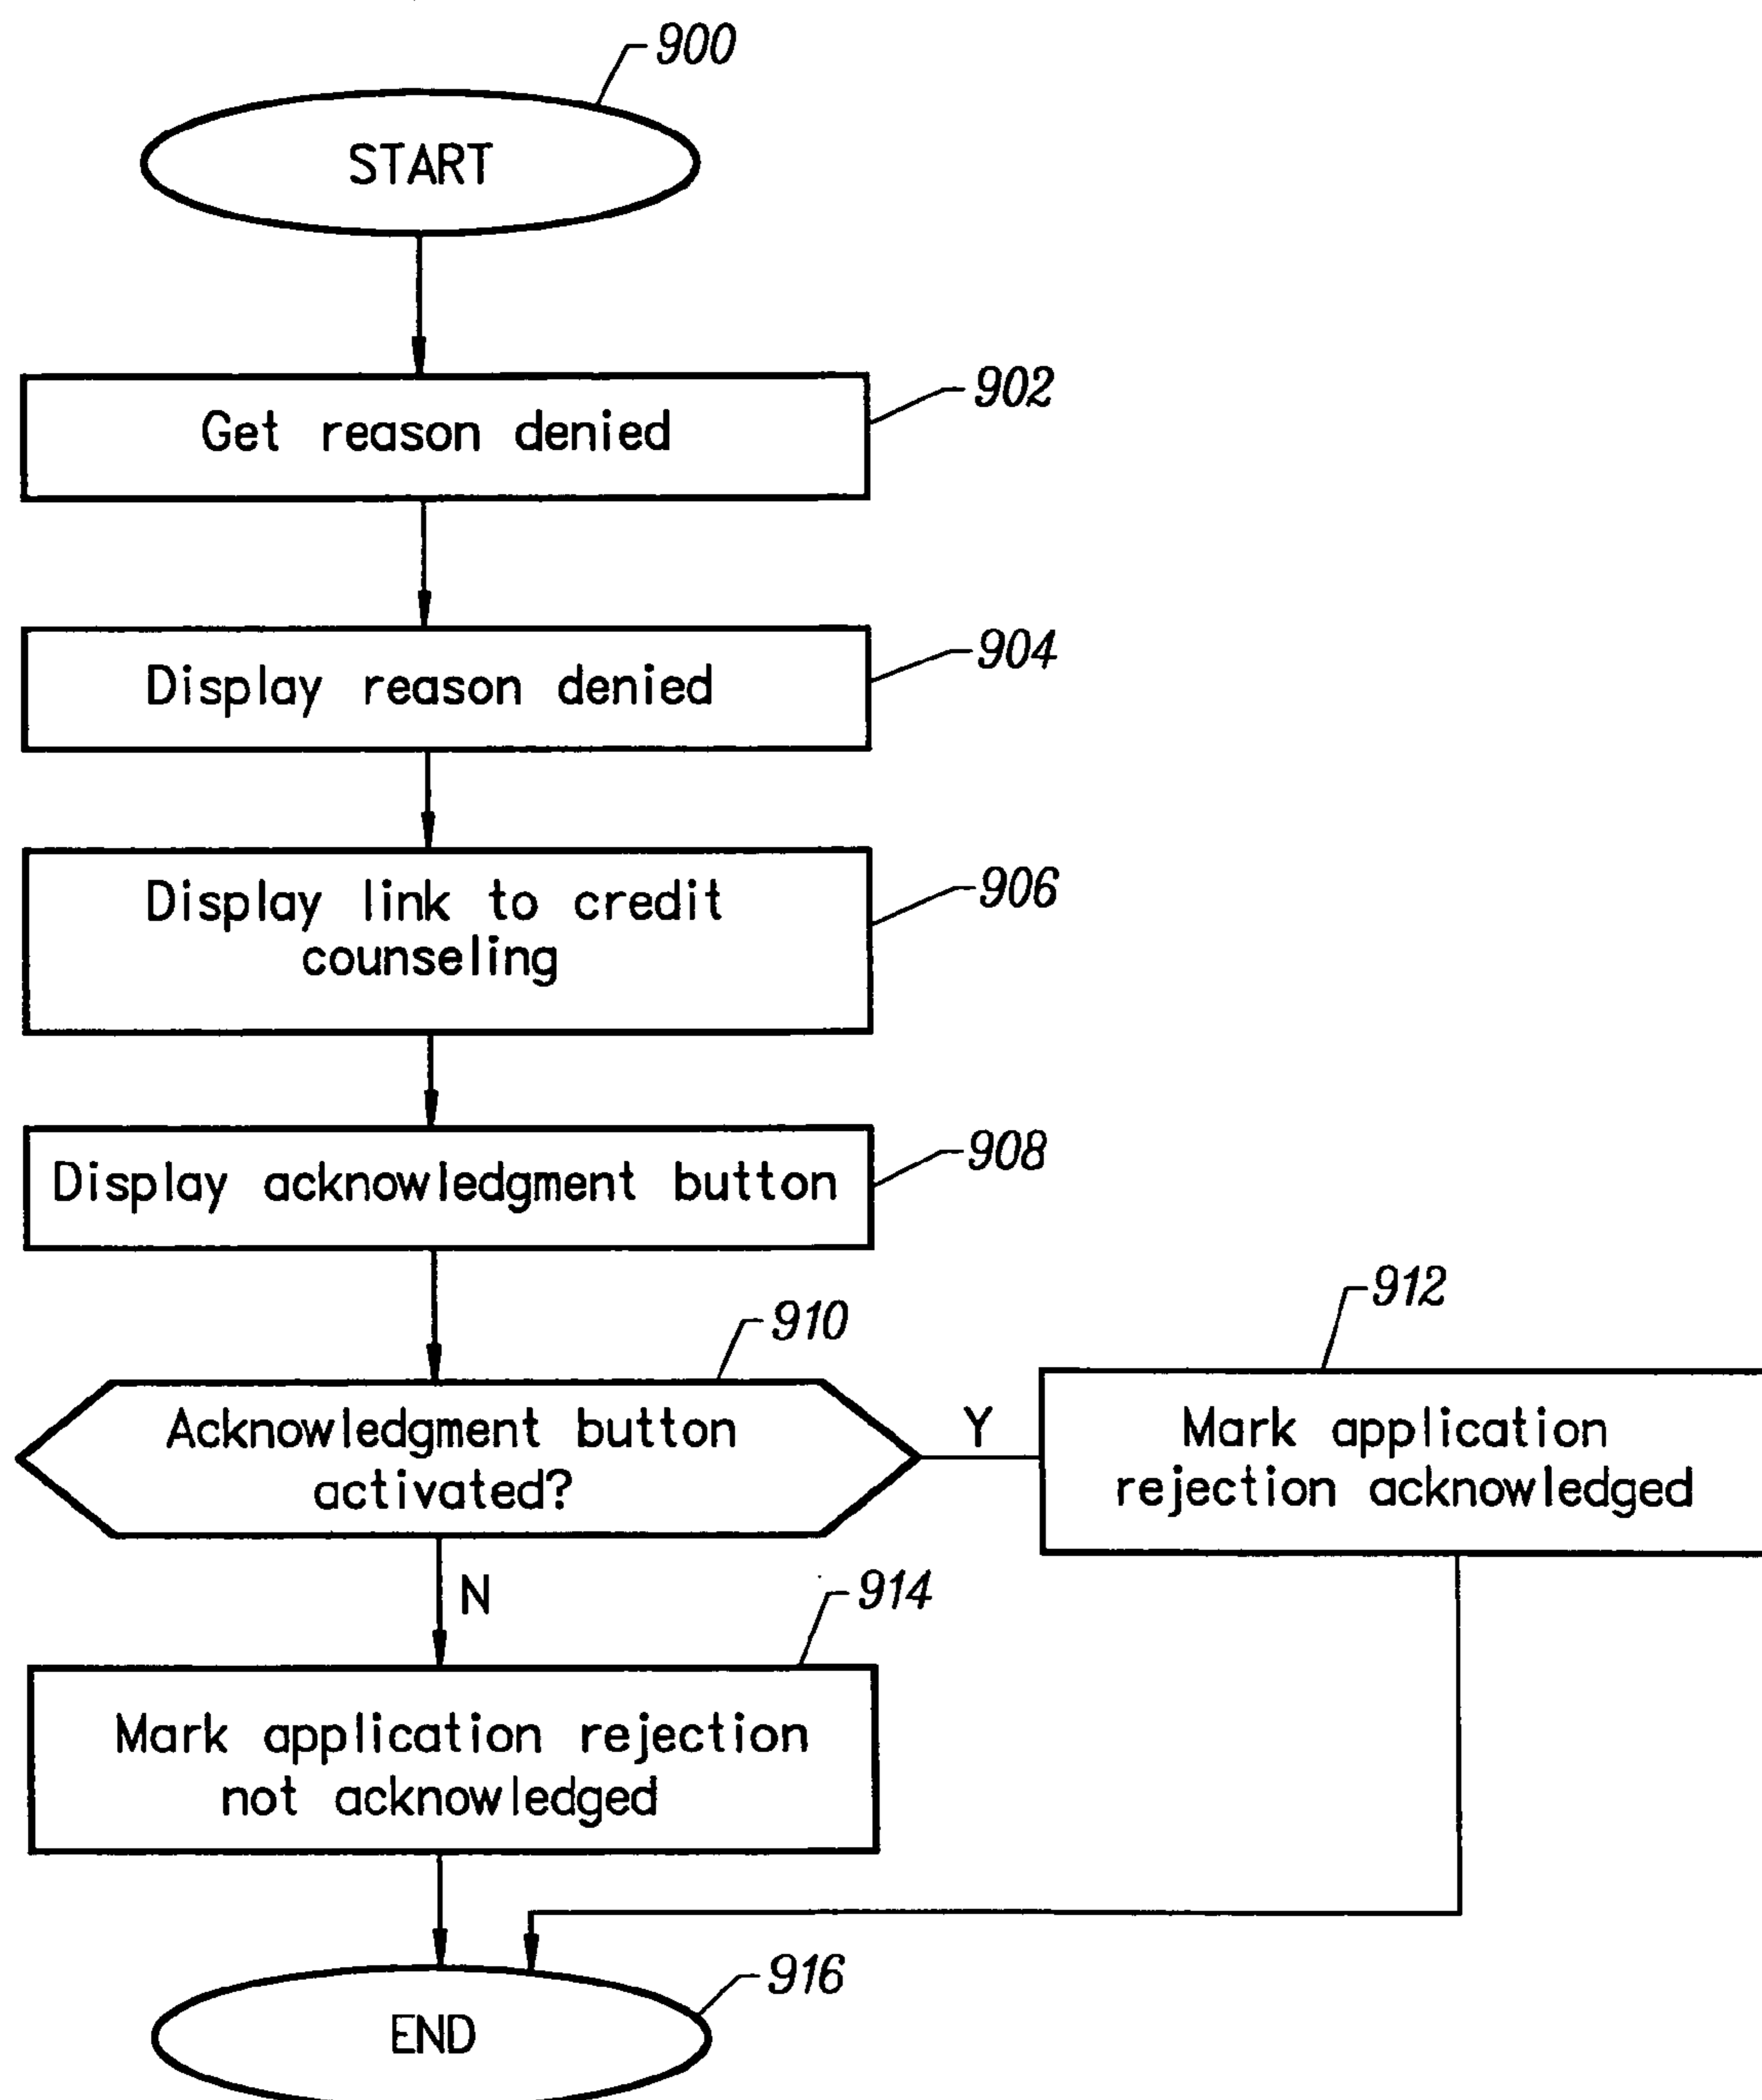 900
START
902
Get reason denied
904
Display reason denied
906
Display link to credit
counseling
908
Display acknowledgment button
910
Acknowledgment button
activated?
Y
912
Mark application
rejection acknowledged
N
914
Mark application rejection
not acknowledged
916
END